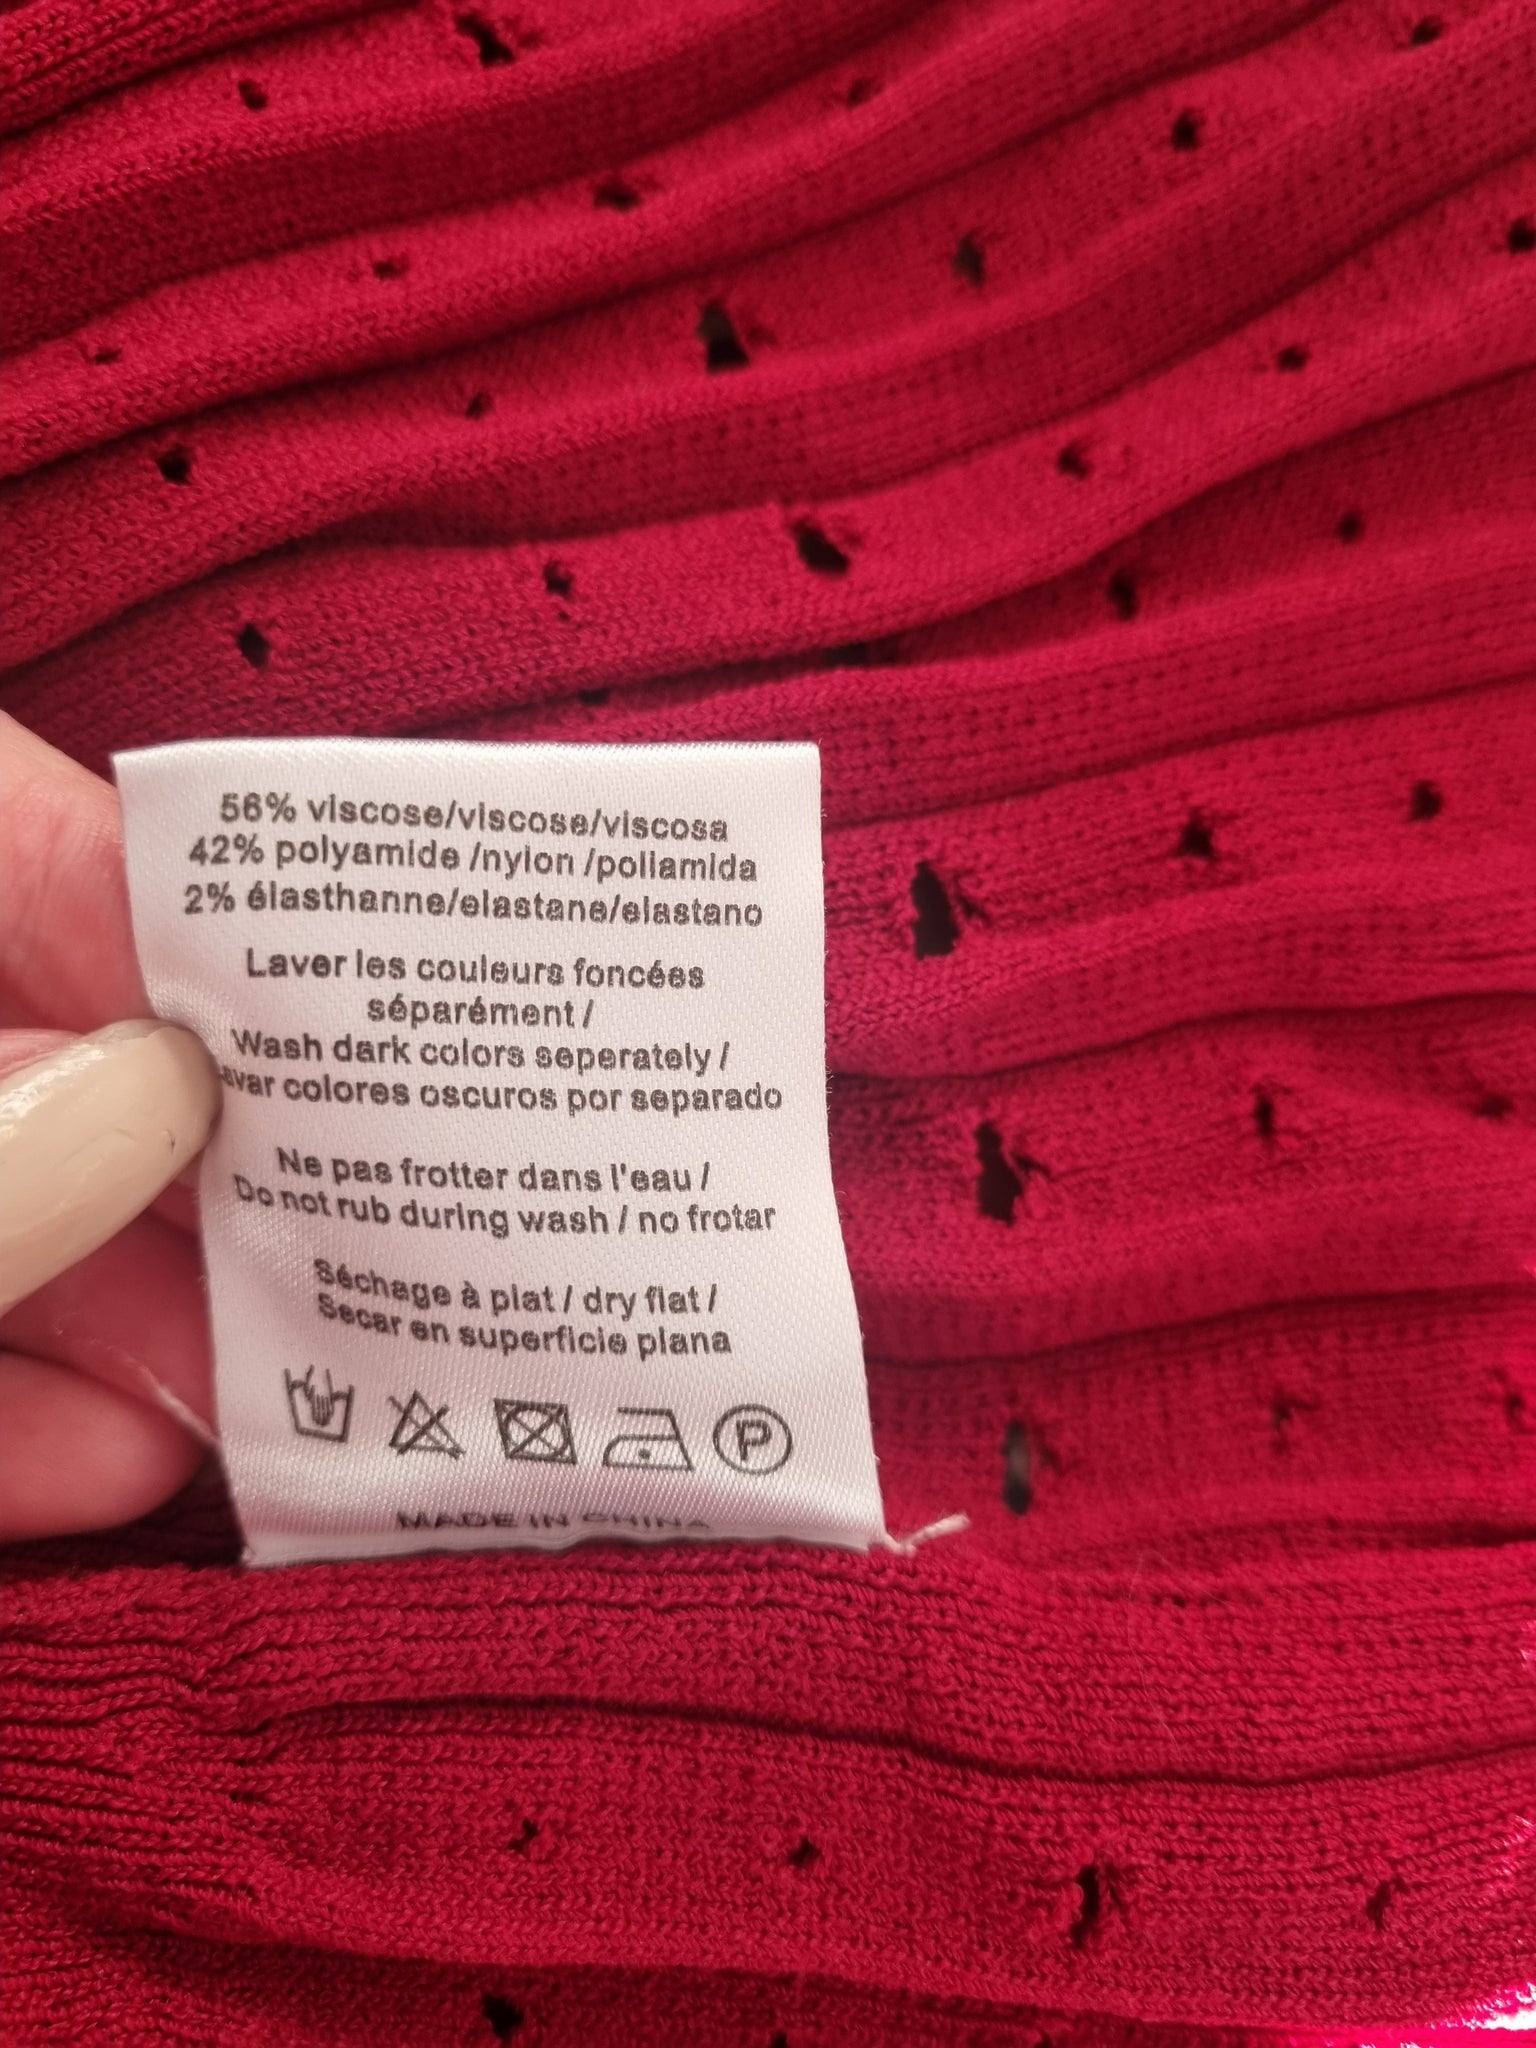 56% viscose/viscose/viscosa
42% polyamide /nylon /poliamida
2% élasthanne/elastane/elastano
Laver les couleurs foncées
séparément /
Wash dark colors seperately /
avar colores oscuros por separado
Ne pas frotter dans l'eau /
Do not rub during wash / no frotar
Séchage à plat / dry flat /
Secar en superficie plana
P
MADE IN CHINA